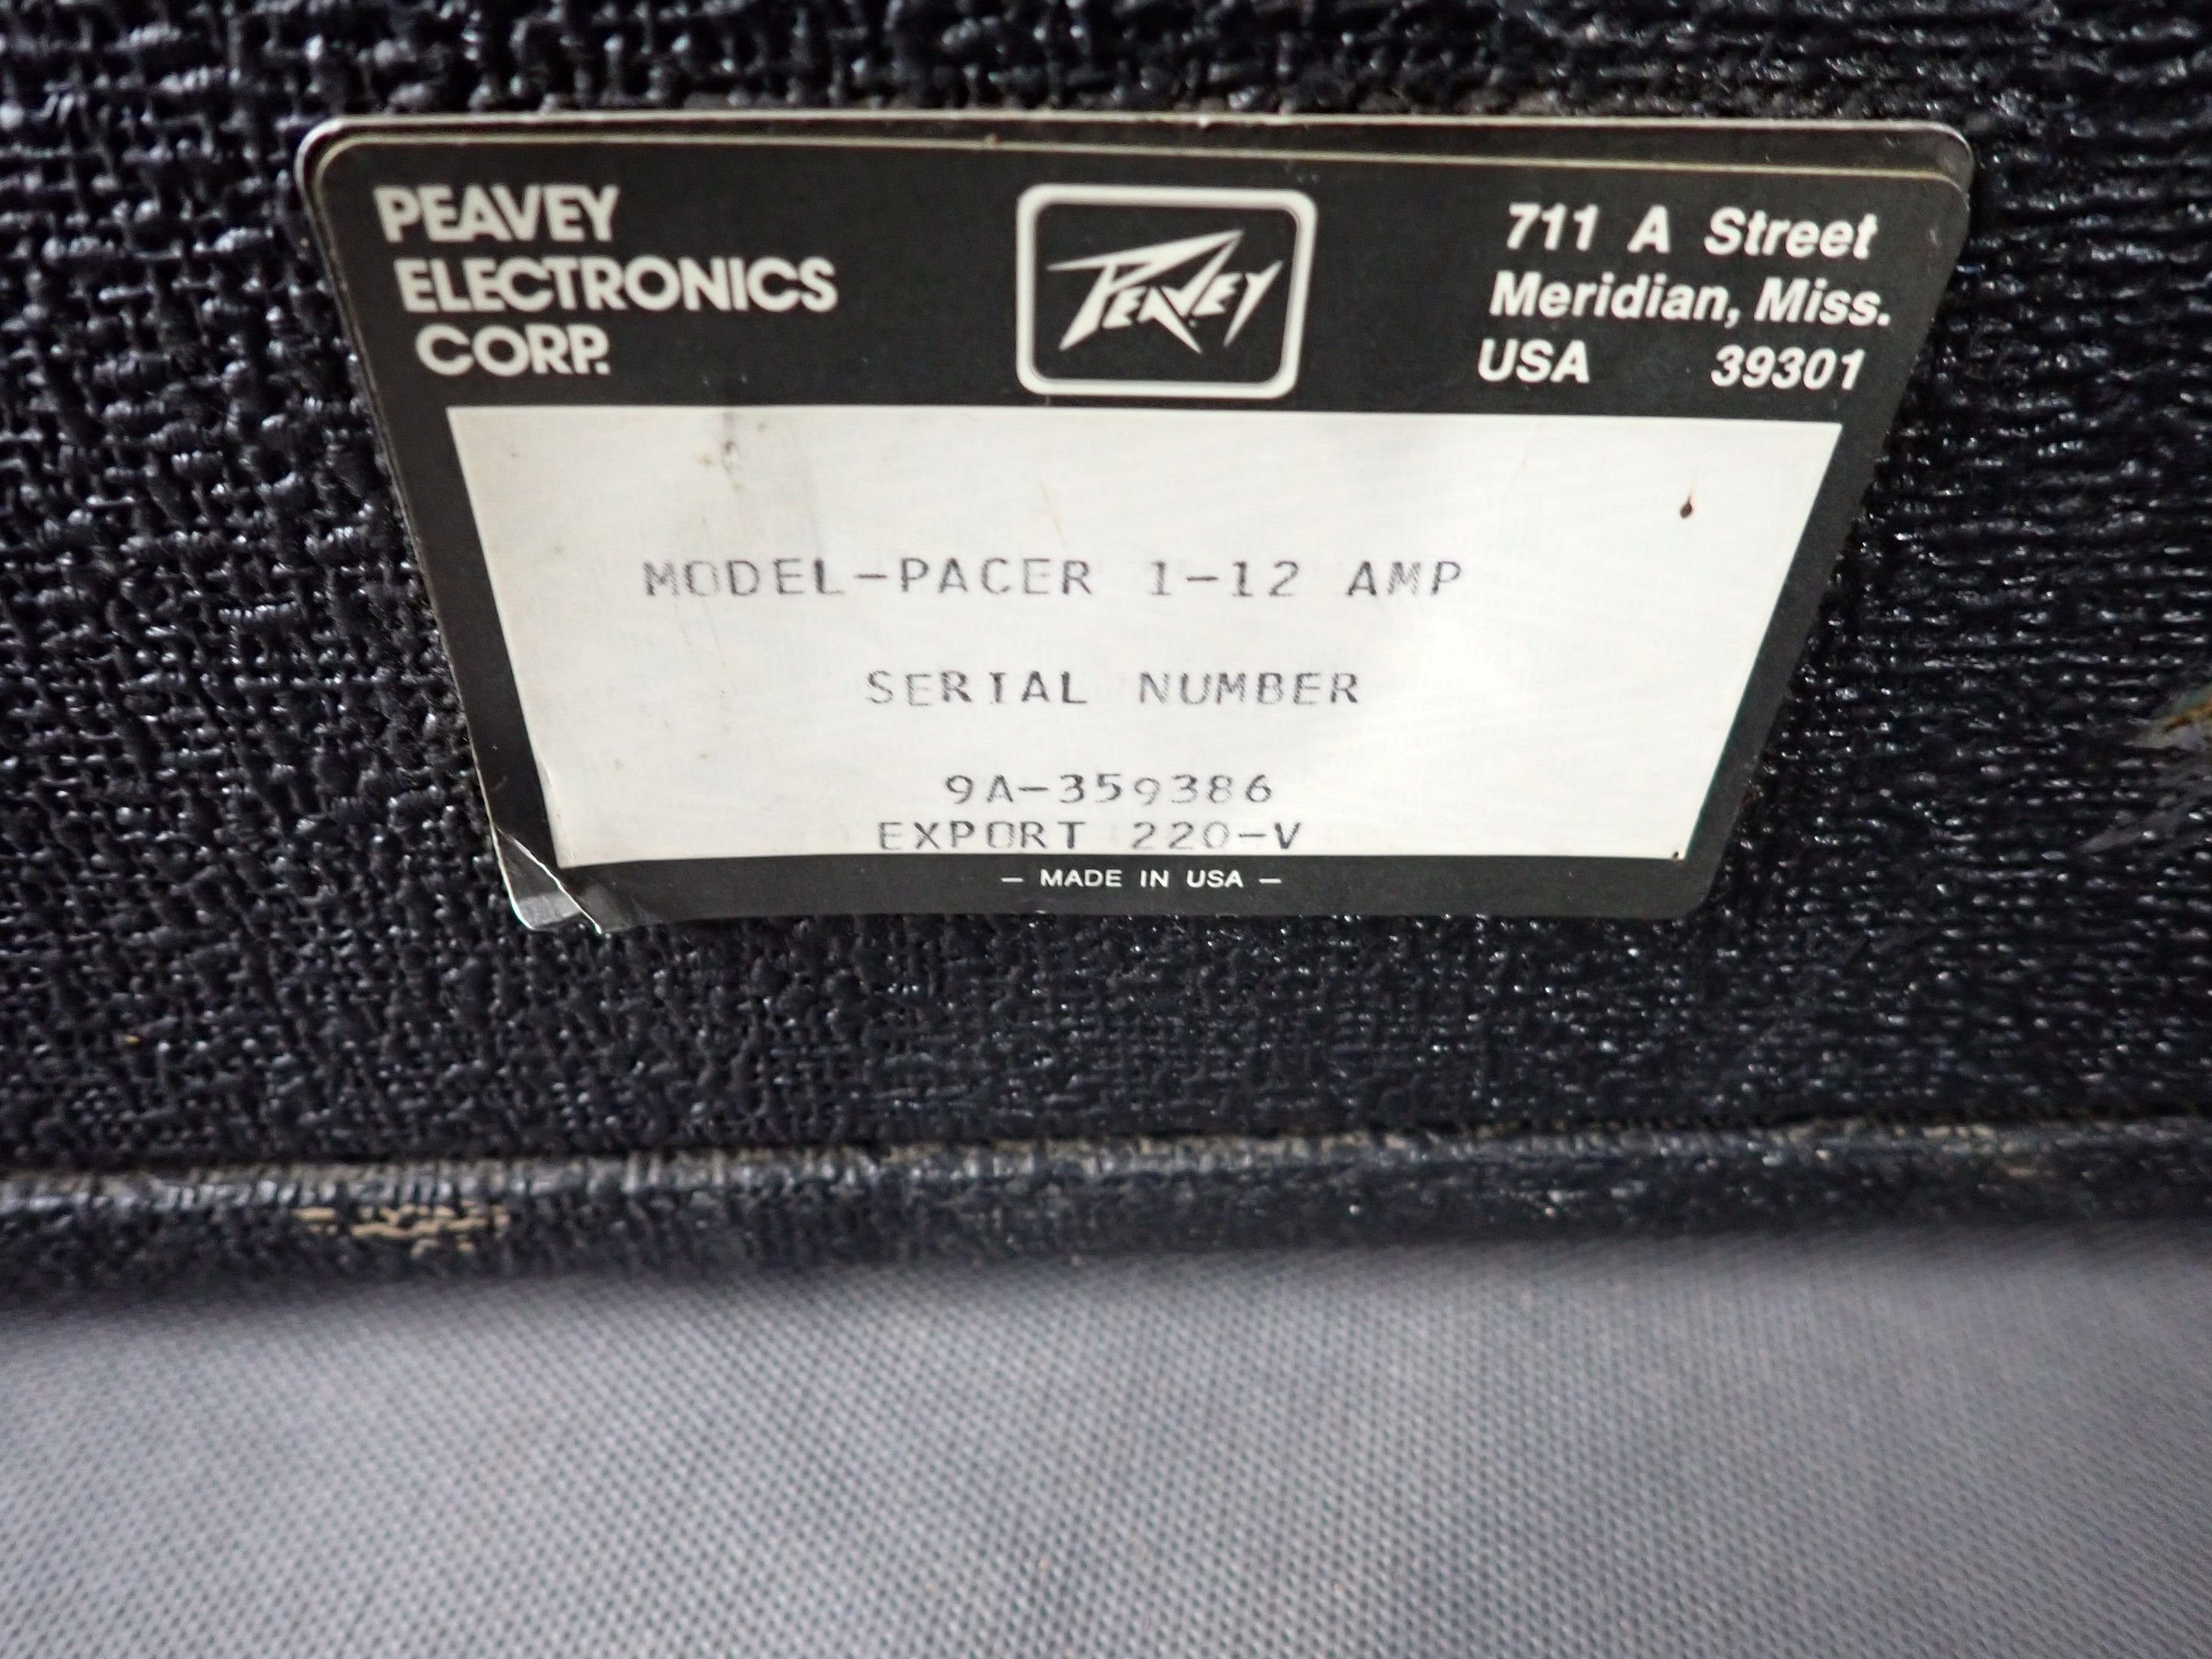 PEAVEY
ELECTRONICS
CORP.
PEAVEY
711 A Street
Meridian, Miss.
USA 39301
MODEL-PACER 1-12 AMP
SERIAL NUMBER
9A-359386
EXPORT 220-V
— MADE IN USA —